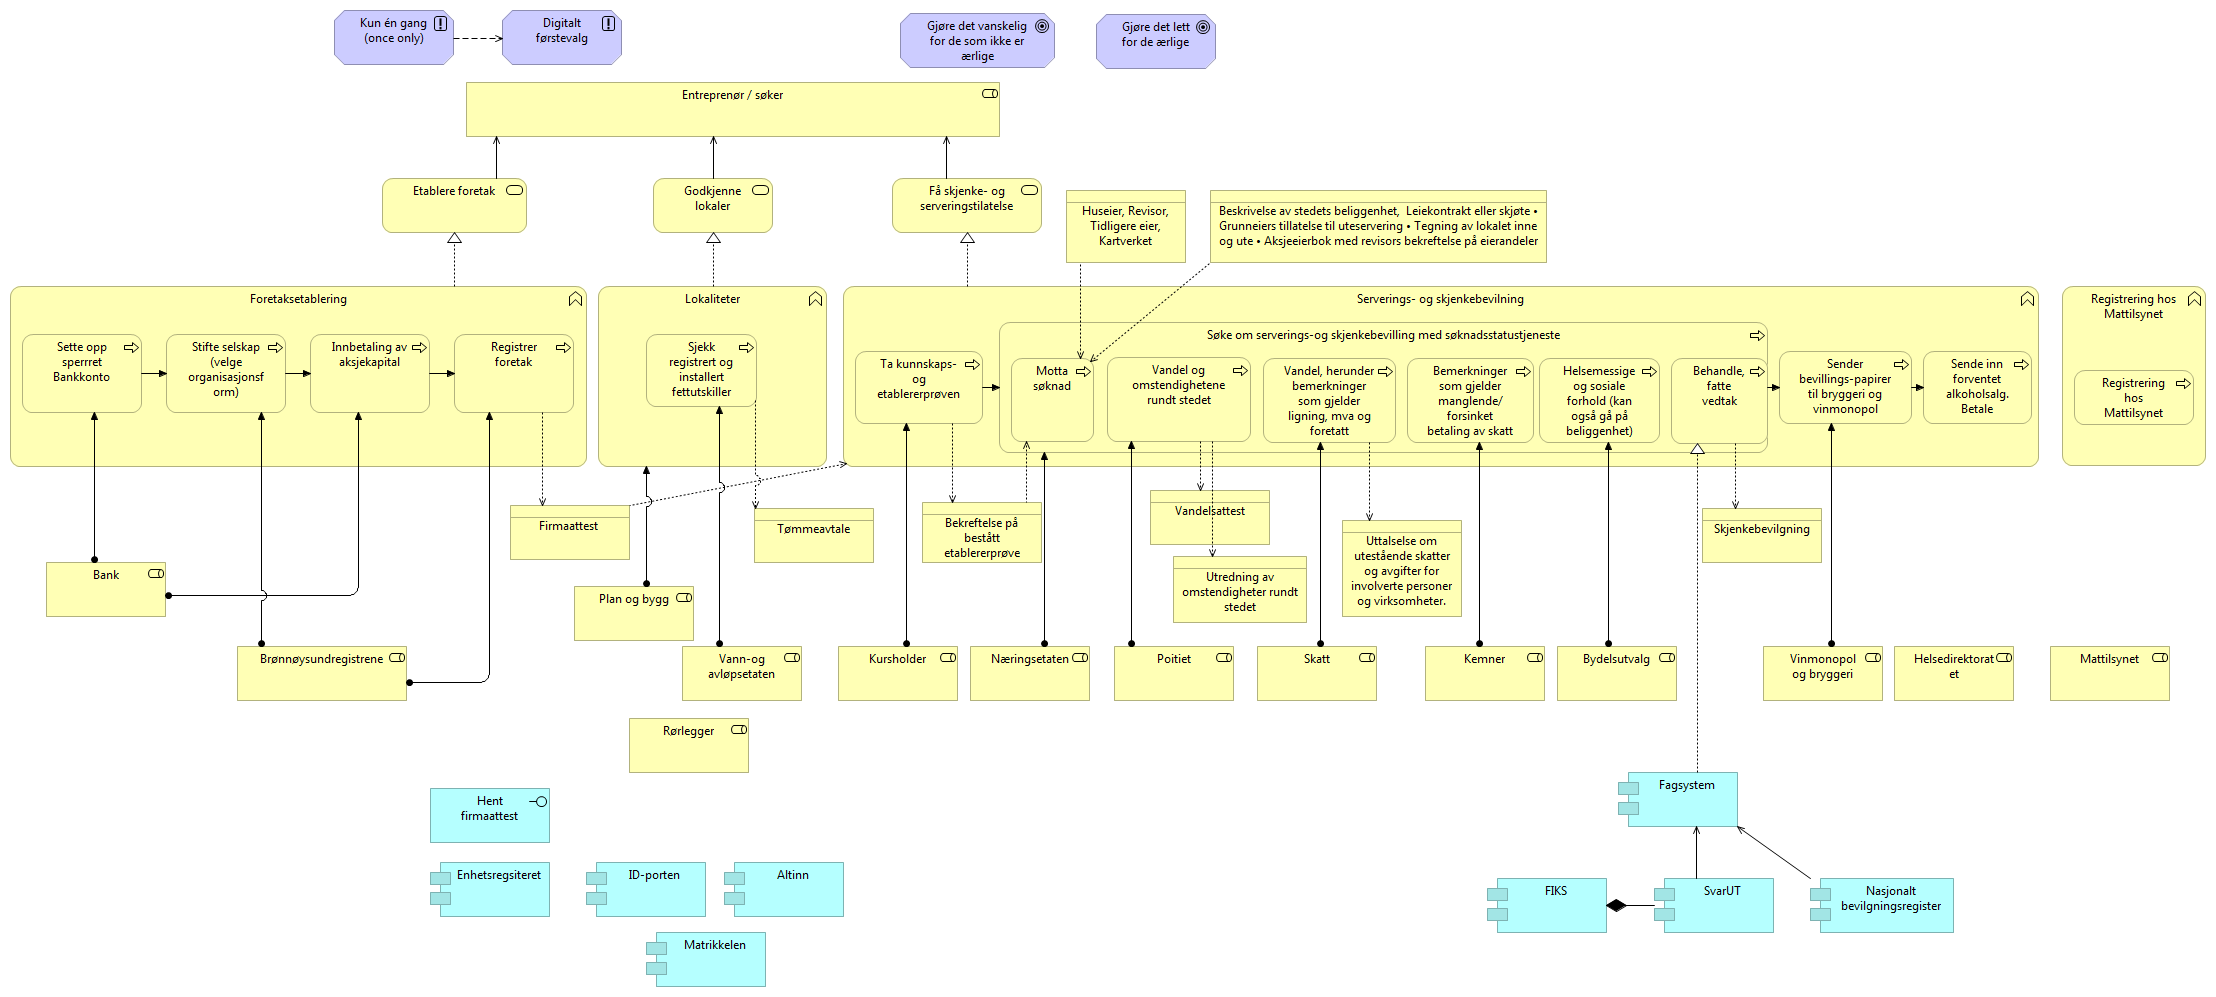 Kun én gang
(once only)
Digitalt
førstevalg
Gjøre det vanskelig
for de som ikke er
ærlige
Gjøre det lett
for de ærlige
Entreprenør / søker
Etablere foretak
Godkjenne
lokaler
Få skjenke- og
serveringstilatelse
Huseier, Revisor,
Tidligere eier,
Kartverket
Beskrivelse av stedets beliggenhet,  Leiekontrakt eller skjøte •
Grunneiers tillatelse til uteservering • Tegning av lokalet inne
og ute • Aksjeeierbok med revisors bekreftelse på eierandeler
Foretaksetablering
Sette opp
sperrret
Bankkonto
Stifte selskap
(velge
organisasjonsf
orm)
Innbetaling av
aksjekapital
Registrer
foretak
Lokaliteter
Sjekk
registrert og
installert
fettutskiller
Serverings- og skjenkebevilning
Søke om serverings-og skjenkebevilling med søknadsstatustjeneste
Ta kunnskaps-
og
etablererprøven
Motta
søknad
Vandel og
omstendighetene
rundt stedet
Vandel, herunder
bemerkninger
som gjelder
ligning, mva og
foretatt
Bemerkninger
som gjelder
manglende/
forsinket
betaling av skatt
Helsemessige
og sosiale
forhold (kan
også gå på
beliggenhet)
Behandle,
fatte
vedtak
Sender
bevillings-papirer
til bryggeri og
vinmonopol
Sende inn
forventet
alkoholsalg.
Betale
Registrering hos
Mattilsynet
Registrering
hos
Mattilsynet
Firmaattest
Tømmeavtale
Bekreftelse på
bestått
etablererprøve
Vandelsattest
Utredning av
omstendigheter rundt
stedet
Uttalselse om
utestående skatter
og avgifter for
involverte personer
og virksomheter.
Skjenkebevilgning
Bank
Plan og bygg
Brønnøysundregistrene
Vann-og
avløpsetaten
Kursholder
Næringsetaten
Poitiet
Skatt
Kemner
Bydelsutvalg
Vinmonopol
og bryggeri
Helsedirektorat
et
Mattilsynet
Rørlegger
Hent
firmaattest
Fagsystem
Enhetsregsiteret
ID-porten
Altinn
FIKS
SvarUT
Nasjonalt
bevilgningsregister
Matrikkelen